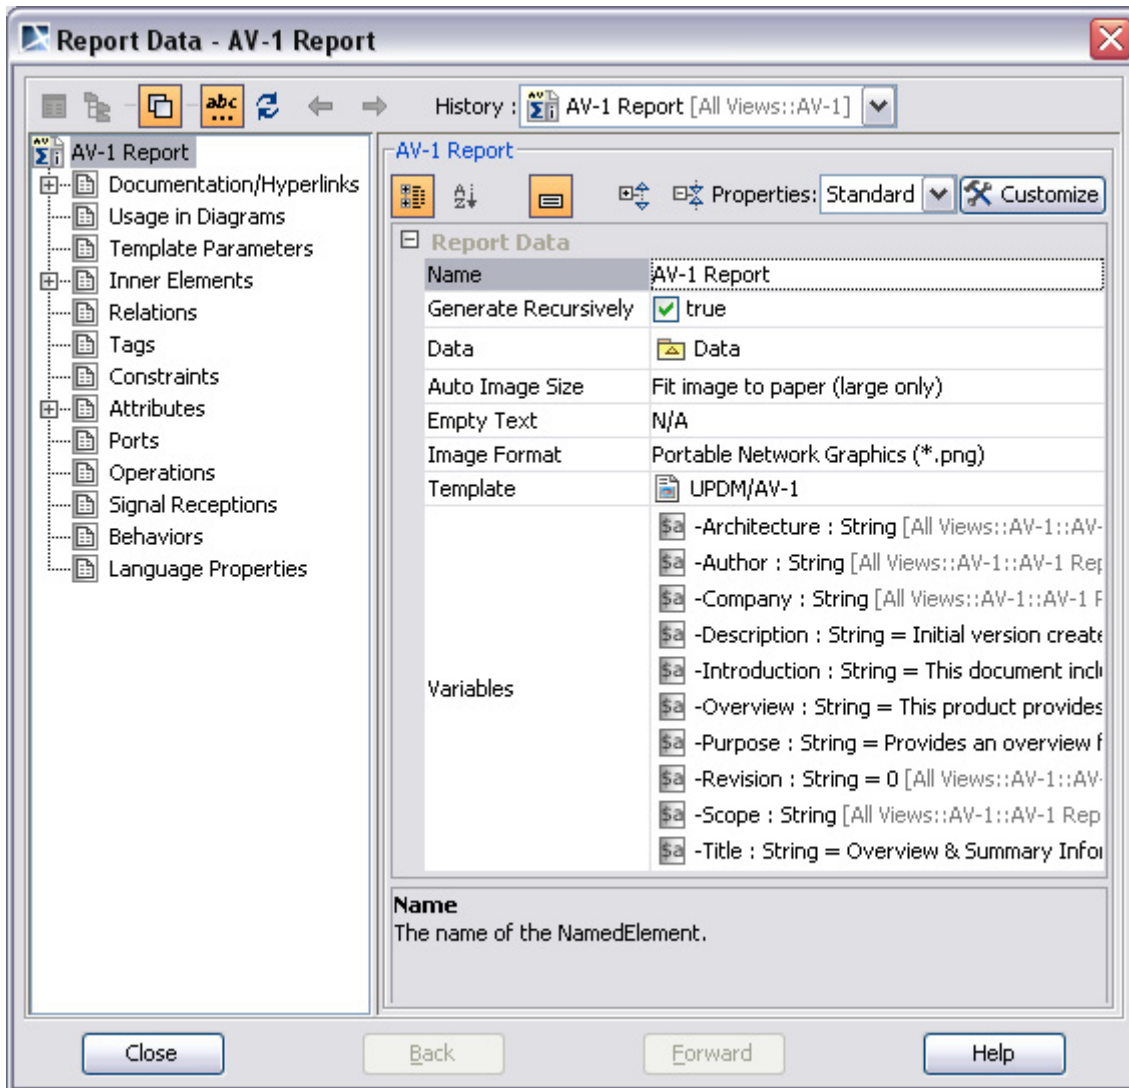 Report Data - AV-1 Report
abc
History : AV-1 Report [All Views::AV-1]
AV-1 Report
Documentation/Hyperlinks
Usage in Diagrams
Template Parameters
Inner Elements
Relations
Tags
Constraints
Attributes
Ports
Operations
Signal Receptions
Behaviors
Language Properties
AV-1 Report
Properties: Standard Customize
Report Data
Name AV-1 Report
Generate Recursively true
Data Data
Auto Image Size Fit image to paper (large only)
Empty Text N/A
Image Format Portable Network Graphics (*.png)
Template UPDM/AV-1
Variables
$a -Architecture : String [All Views::AV-1::AV-
$a -Author : String [All Views::AV-1::AV-1 Rep
$a -Company : String [All Views::AV-1::AV-1
$a -Description : String = Initial version create
$a -Introduction : String = This document incl
$a -Overview : String = This product provides
$a -Purpose : String = Provides an overview f
$a -Revision : String = 0 [All Views::AV-1::AV-
$a -Scope : String [All Views::AV-1::AV-1 Rep
$a -Title : String = Overview & Summary Infor
Name
The name of the NamedElement.
Close Back Forward Help